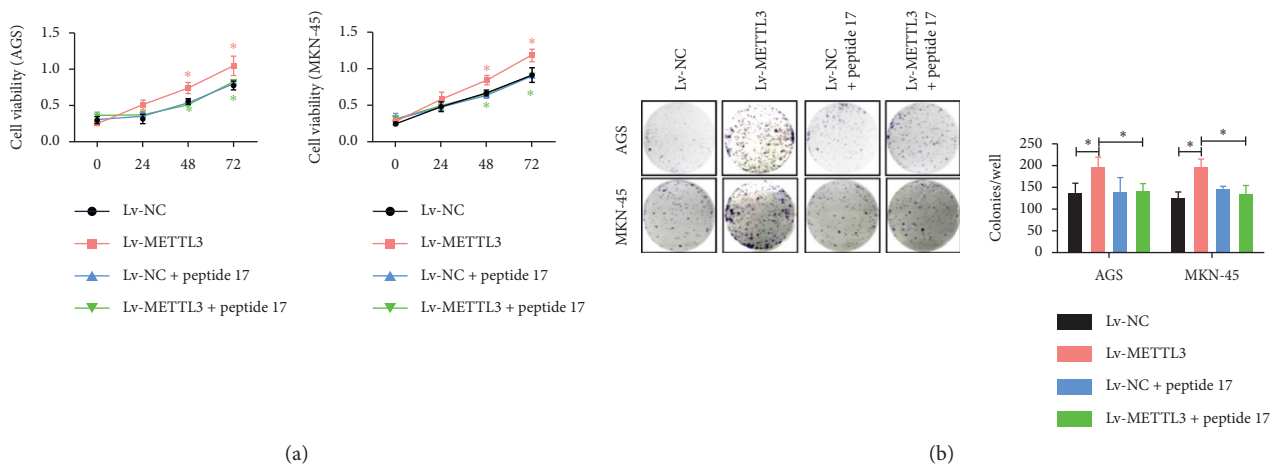 Cell viability (AGS)
1.5
1.0
0.5
0.0
* *
*
*
0 24 48 72
Lv-NC
Lv-METTL3
Lv-NC + peptide 17
Lv-METTL3 + peptide 17
Cell viability (MKN-45)
1.5
1.0
0.5
0.0
* *
*
*
0 24 48 72
Lv-NC
Lv-METTL3
Lv-NC + peptide 17
Lv-METTL3 + peptide 17
(a)
Lv-NC
Lv-METTL3
Lv-NC
+ peptide 17
Lv-METTL3
+ peptide 17
AGS
MKN-45
Colonies/well
250
200
150
100
50
0
* * * *
AGS MKN-45
Lv-NC
Lv-METTL3
Lv-NC + peptide 17
Lv-METTL3 + peptide 17
(b)